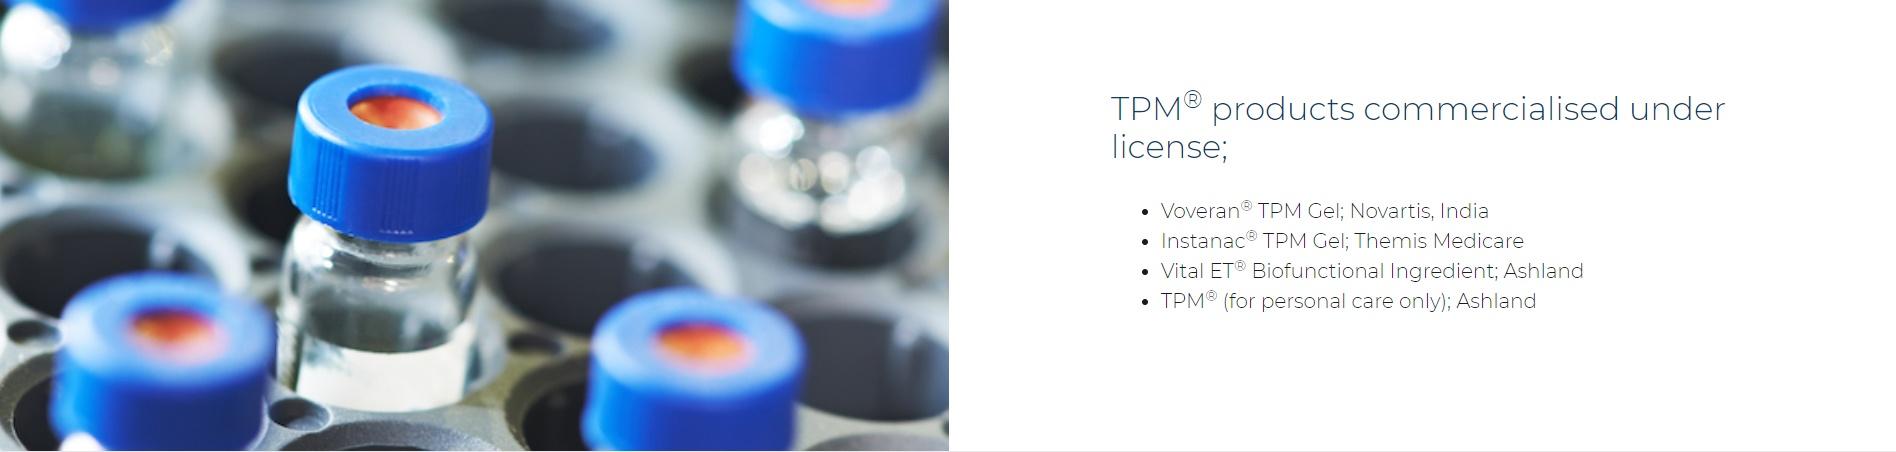 TPM® products commercialised under
license;
• Voveran® TPM Gel; Novartis, India
• Instanac® TPM Gel; Themis Medicare
• Vital ET® Biofunctional Ingredient; Ashland
• TPM® (for personal care only); Ashland